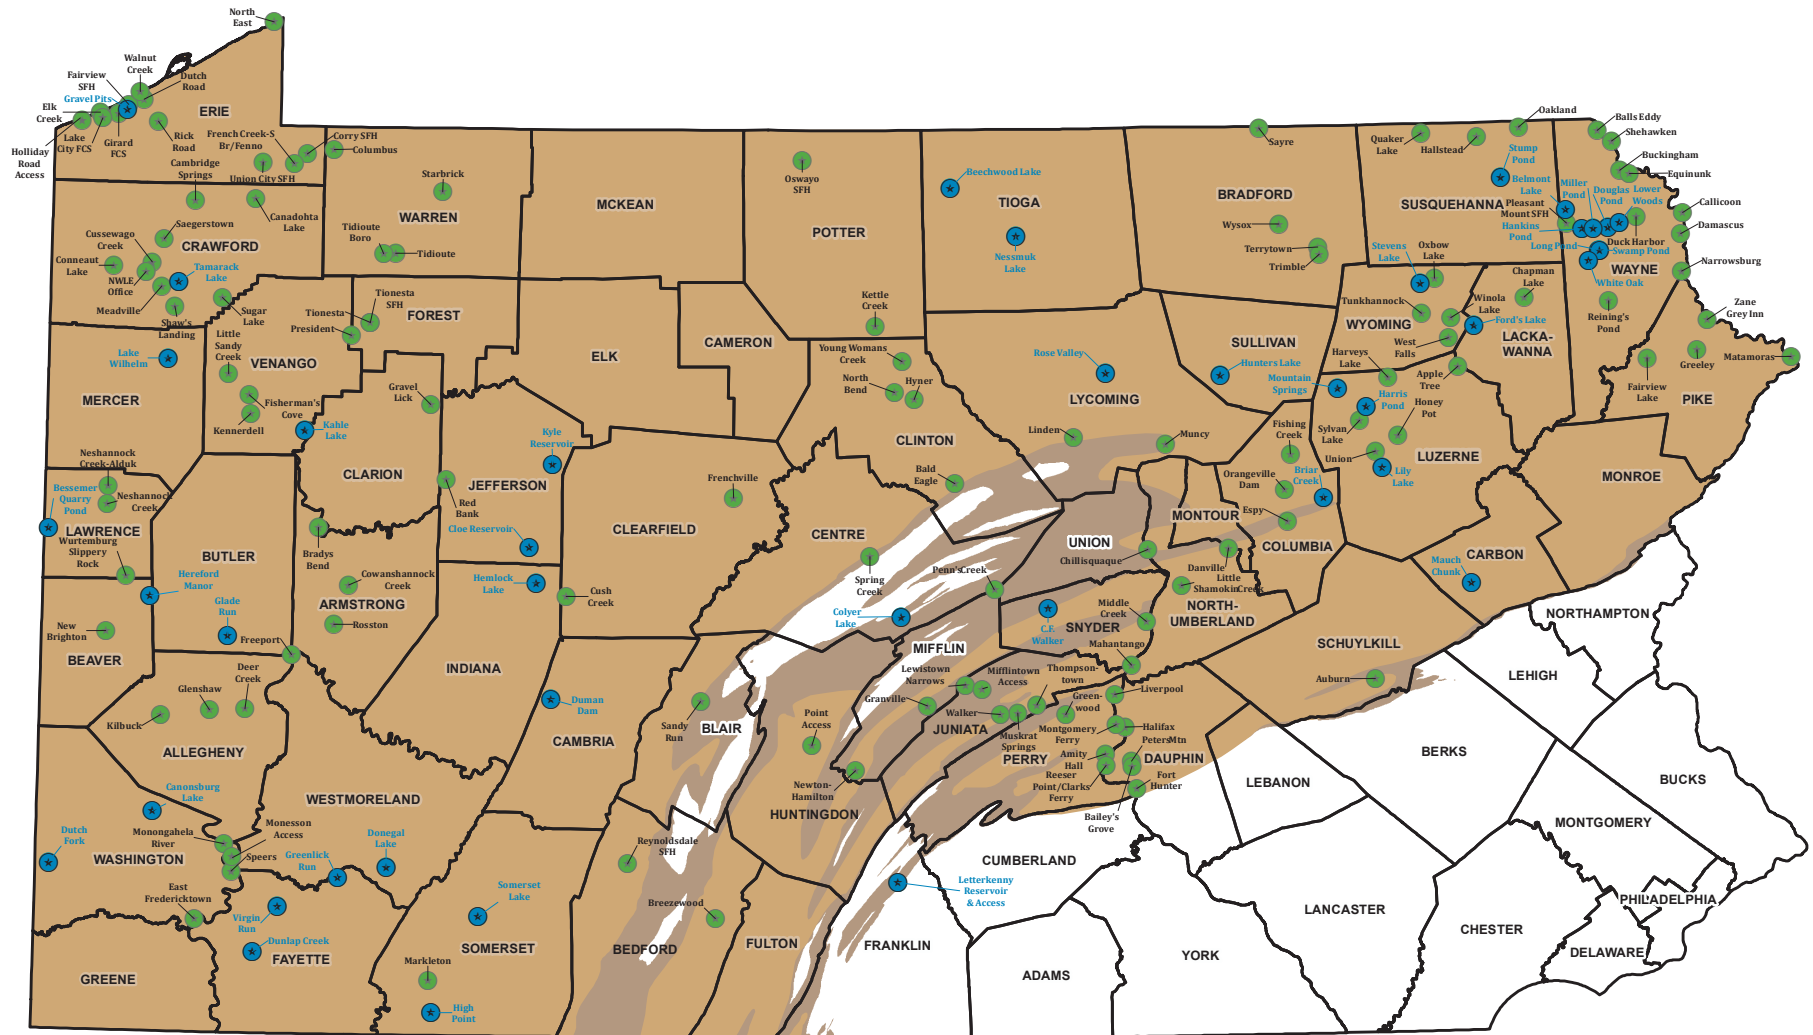 North
East
Walnut
Creek
Fairview
SFH
Dutch
Road
Gravel Pits
Elk
Creek
ERIE
Lake
City FCS
Girard
FCS
Rick
Road
Holliday
Road
Access
French Creek-S
Br/Fenno
Corry SFH
Columbus
Union City SFH
Cambridge
Springs
Starbrick
WARREN
MCKEAN
Oswayo
SFH
POTTER
Beechwood Lake
TIOGA
Nessmuk
Lake
Sayre
BRADFORD
Wysox
Terrytown
Trimble
Quaker
Lake
Hallstead
Oakland
Stump
Pond
SUSQUEHANNA
Balls Eddy
Shehawken
Buckingham
Equinunk
Belmont
Lake
Miller
Pond
Douglas
Pond
Lower
Woods
Pleasant
Mount SFH
Hankins
Pond
Long Pond
Duck Harbor
Swamp Pond
WAYNE
White Oak
Callicoon
Damascus
Narrowsburg
Reining's
Pond
Zane
Grey Inn
Saegerstown
Canadohta
Lake
Cussewago
Creek
CRAWFORD
Conneaut
Lake
NWLE
Office
Tamarack
Lake
Meadville
Shaw's
Landing
Sugar
Lake
Tidioute
Boro
Tidioute
Tionesta
SFH
Tionesta
President
FOREST
Little
Sandy
Creek
VENANGO
Lake
Wilhelm
MERCER
Fisherman's
Cove
Kennerdell
Kahle
Lake
Gravel
Lick
CLARION
ELK
CAMERON
Kettle
Creek
Young Womans
Creek
North
Bend
Hyner
CLINTON
Rose Valley
LYCOMING
Linden
Muncy
SULLIVAN
Hunters Lake
Stevens
Lake
Oxbow
Lake
Tunkhannock
WYOMING
Winola
Lake
Ford's Lake
West
Falls
Chapman
Lake
LACKA-
WANNA
Harveys
Lake
Apple
Tree
Mountain
Springs
Harris
Pond
Honey
Pot
Sylvan
Lake
Union
Lily
Lake
LUZERNE
Fairview
Lake
Greeley
Matamoras
PIKE
MONROE
Neshannock
Creek-Alduk
Neshannock
Creek
Bessemer
Quarry
Pond
LAWRENCE
Wurtemburg
Slippery
Rock
BUTLER
Hereford
Manor
Glade
Run
Freeport
Kyle
Reservoir
JEFFERSON
Red
Bank
Cloe Reservoir
Hemlock
Lake
Bradys
Bend
Cowanshannock
Creek
ARMSTRONG
Rosston
Frenchville
CLEARFIELD
Cush
Creek
Bald
Eagle
CENTRE
Spring
Creek
Penn's Creek
Colyer
Lake
UNION
Chillisquaque
MONTOUR
Danville
Fishing
Creek
Orangeville
Dam
Briar
Creek
Espy
COLUMBIA
Little
Shamokin Creek
NORTH-
UMBERLAND
Middle
Creek
C.F.
Walker
SNYDER
Mahantango
Mauch
Chunk
CARBON
SCHUYLKILL
Auburn
NORTHAMPTON
LEHIGH
New
Brighton
BEAVER
Deer
Creek
Glenshaw
Kilbuck
ALLEGHENY
INDIANA
Duman
Dam
CAMBRIA
Sandy
Run
BLAIR
Point
Access
MIFFLIN
Lewistown
Narrows
Mifflintown
Access
Granville
Walker
Muskrat
Springs
Thompson-
town
Green-
wood
JUNIATA
Newton-
Hamilton
HUNTINGDON
Liverpool
Montgomery
Ferry
Halifax
Peters Mtn
Amity
Hall
PERRY
DAUPHIN
Reeser
Point/Clarks
Ferry
Fort
Hunter
Bailey's
Grove
LEBANON
BERKS
BUCKS
MONTGOMERY
PHILADELPHIA
DELAWARE
CHESTER
LANCASTER
YORK
ADAMS
CUMBERLAND
Letterkenny
Reservoir
& Access
FRANKLIN
FULTON
Canonsburg
Lake
WESTMORELAND
Monongahela
River
Monesson
Access
Speers
Dutch
Fork
WASHINGTON
Greenlick
Run
Donegal
Lake
East
Fredericktown
Virgin
Run
Dunlap Creek
FAYETTE
GREENE
Somerset
Lake
SOMERSET
Markleton
High
Point
Reynoldsdale
SFH
Breezewood
BEDFORD